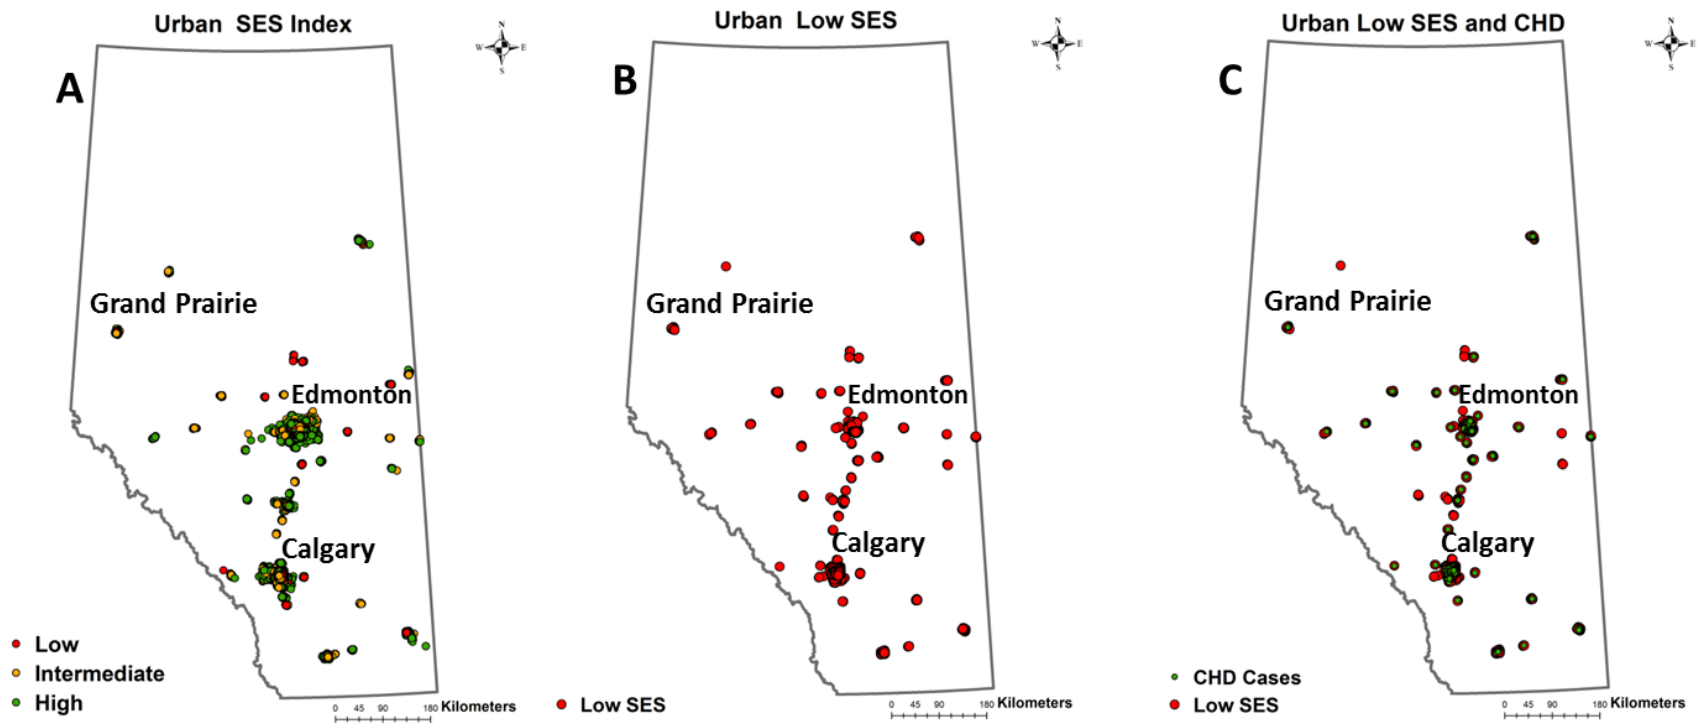 Urban SES Index
N
W E
S
A
Grand Prairie
Edmonton
Calgary
Low
Intermediate
High
0 45 90 180 Kilometers
Urban Low SES
N
W E
S
B
Grand Prairie
Edmonton
Calgary
Low SES
0 45 90 180 Kilometers
Urban Low SES and CHD
N
W E
S
C
Grand Prairie
Edmonton
Calgary
CHD Cases
Low SES
0 45 90 180 Kilometers